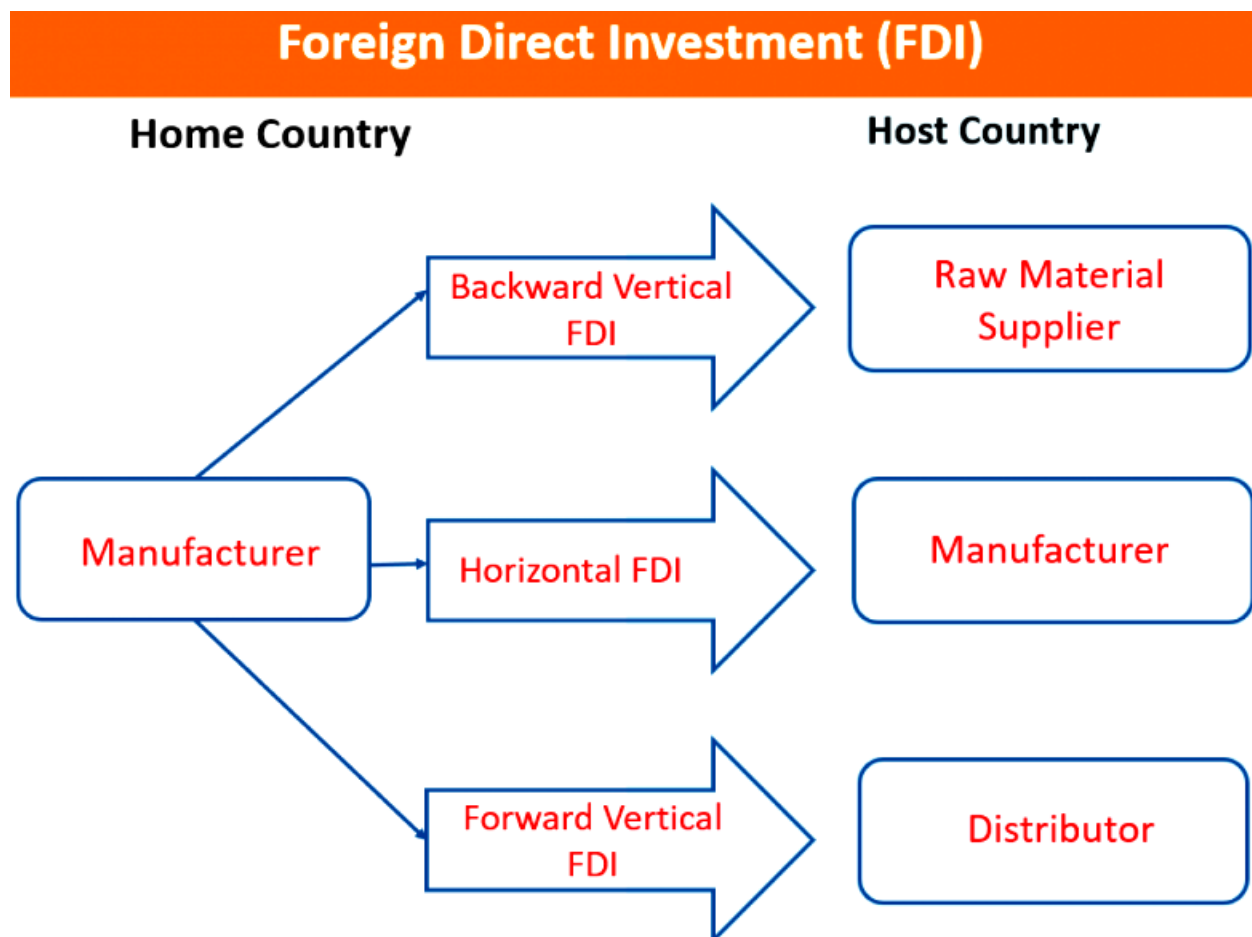 Foreign Direct Investment (FDI)
Home Country
Host Country
Backward Vertical
FDI
Raw Material
Supplier
Manufacturer
Horizontal FDI
Manufacturer
Forward Vertical
FDI
Distributor